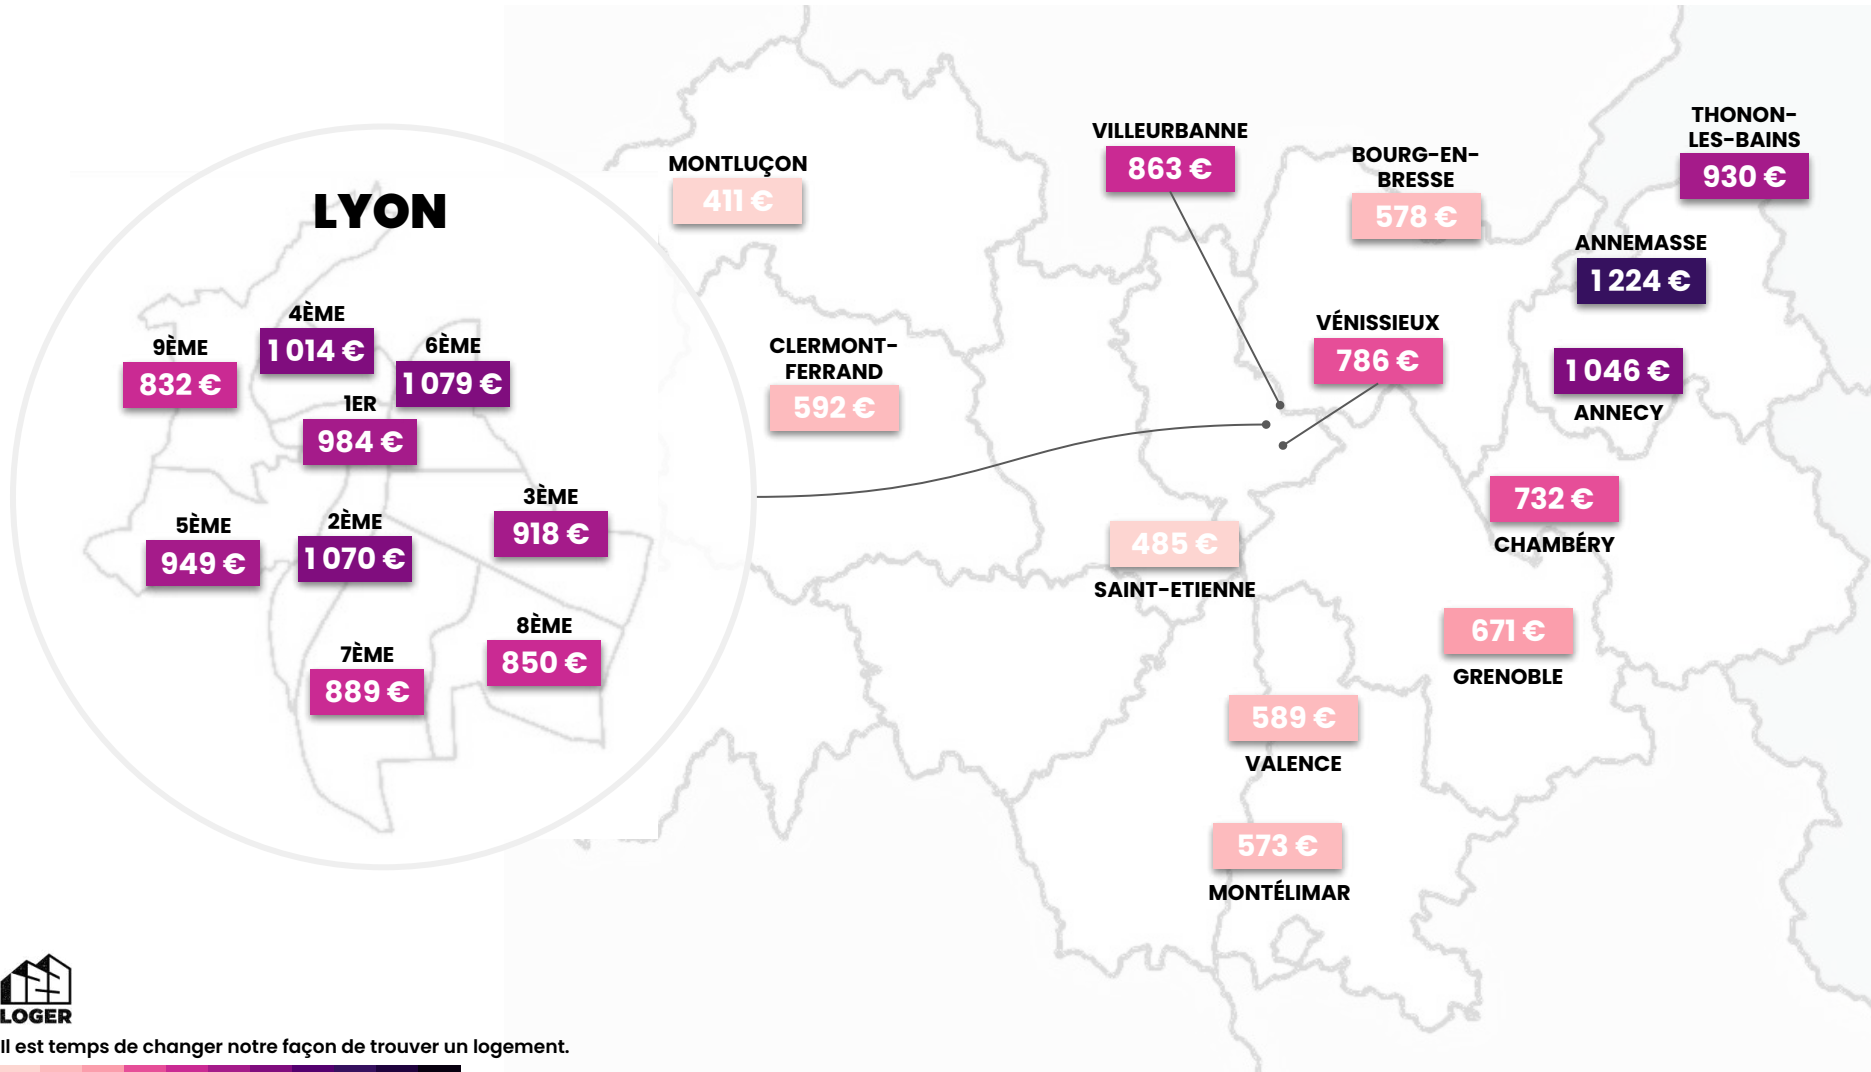 LYON
4ÈME
1 014 €
9ÈME
832 €
6ÈME
1 079 €
1ER
984 €
3ÈME
918 €
5ÈME
949 €
2ÈME
1 070 €
8ÈME
850 €
7ÈME
889 €
MONTLUÇON
411 €
VILLEURBANNE
863 €
BOURG-EN-
BRESSE
578 €
THONON-
LES-BAINS
930 €
ANNEMASSE
1 224 €
CLERMONT-
FERRAND
592 €
VÉNISSIEUX
786 €
1 046 €
ANNECY
732 €
CHAMBÉRY
485 €
SAINT-ETIENNE
671 €
GRENOBLE
589 €
VALENCE
573 €
MONTÉLIMAR
123
LOGER
Il est temps de changer notre façon de trouver un logement.